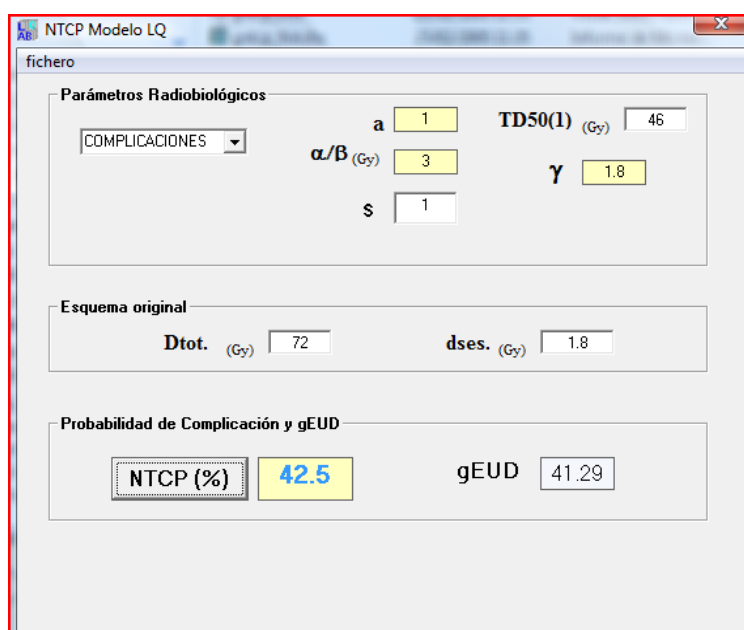 NTCP Modelo LQ
fichero
Parámetros Radiobiológicos
COMPLICACIONES
a 1
TD50(1) (Gy) 46
α/β (Gy) 3
γ 1.8
s 1
Esquema original
Dtot. (Gy) 72
dses. (Gy) 1.8
Probabilidad de Complicación y gEUD
NTCP (%) 42.5
gEUD 41.29